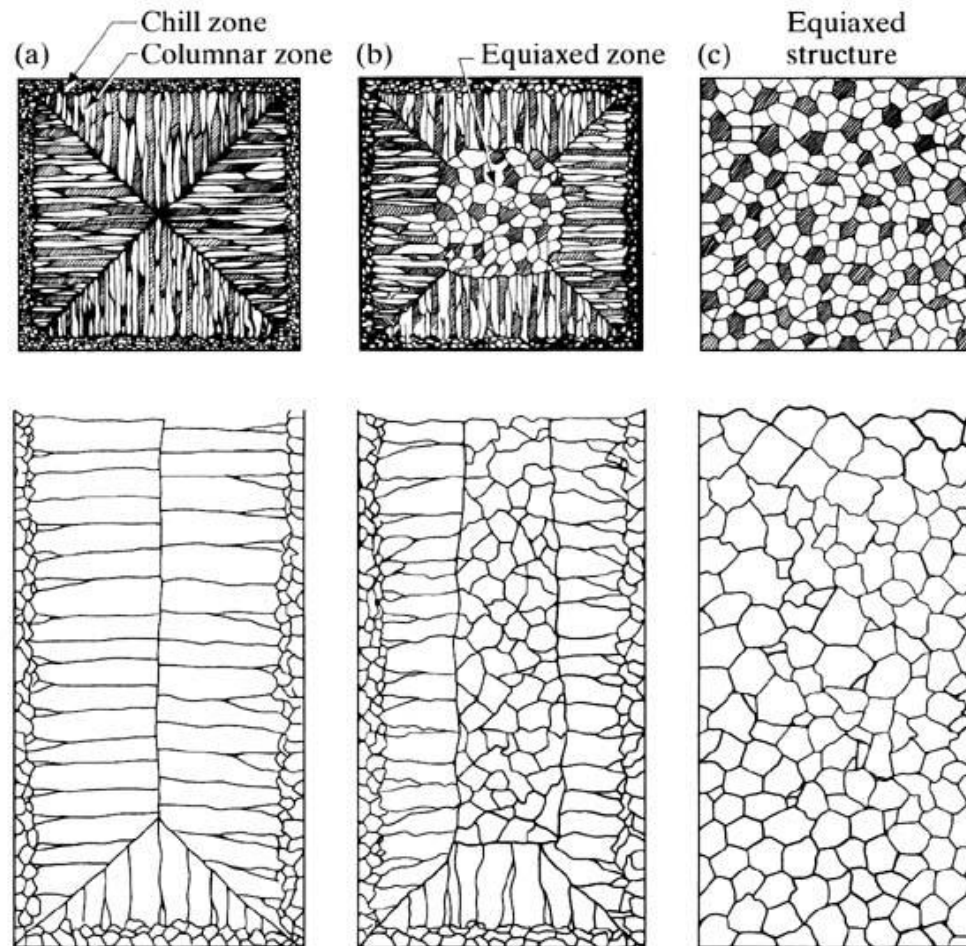 Chill zone
(a)
Columnar zone
(b)
Equiaxed zone
(c)
Equiaxed
structure